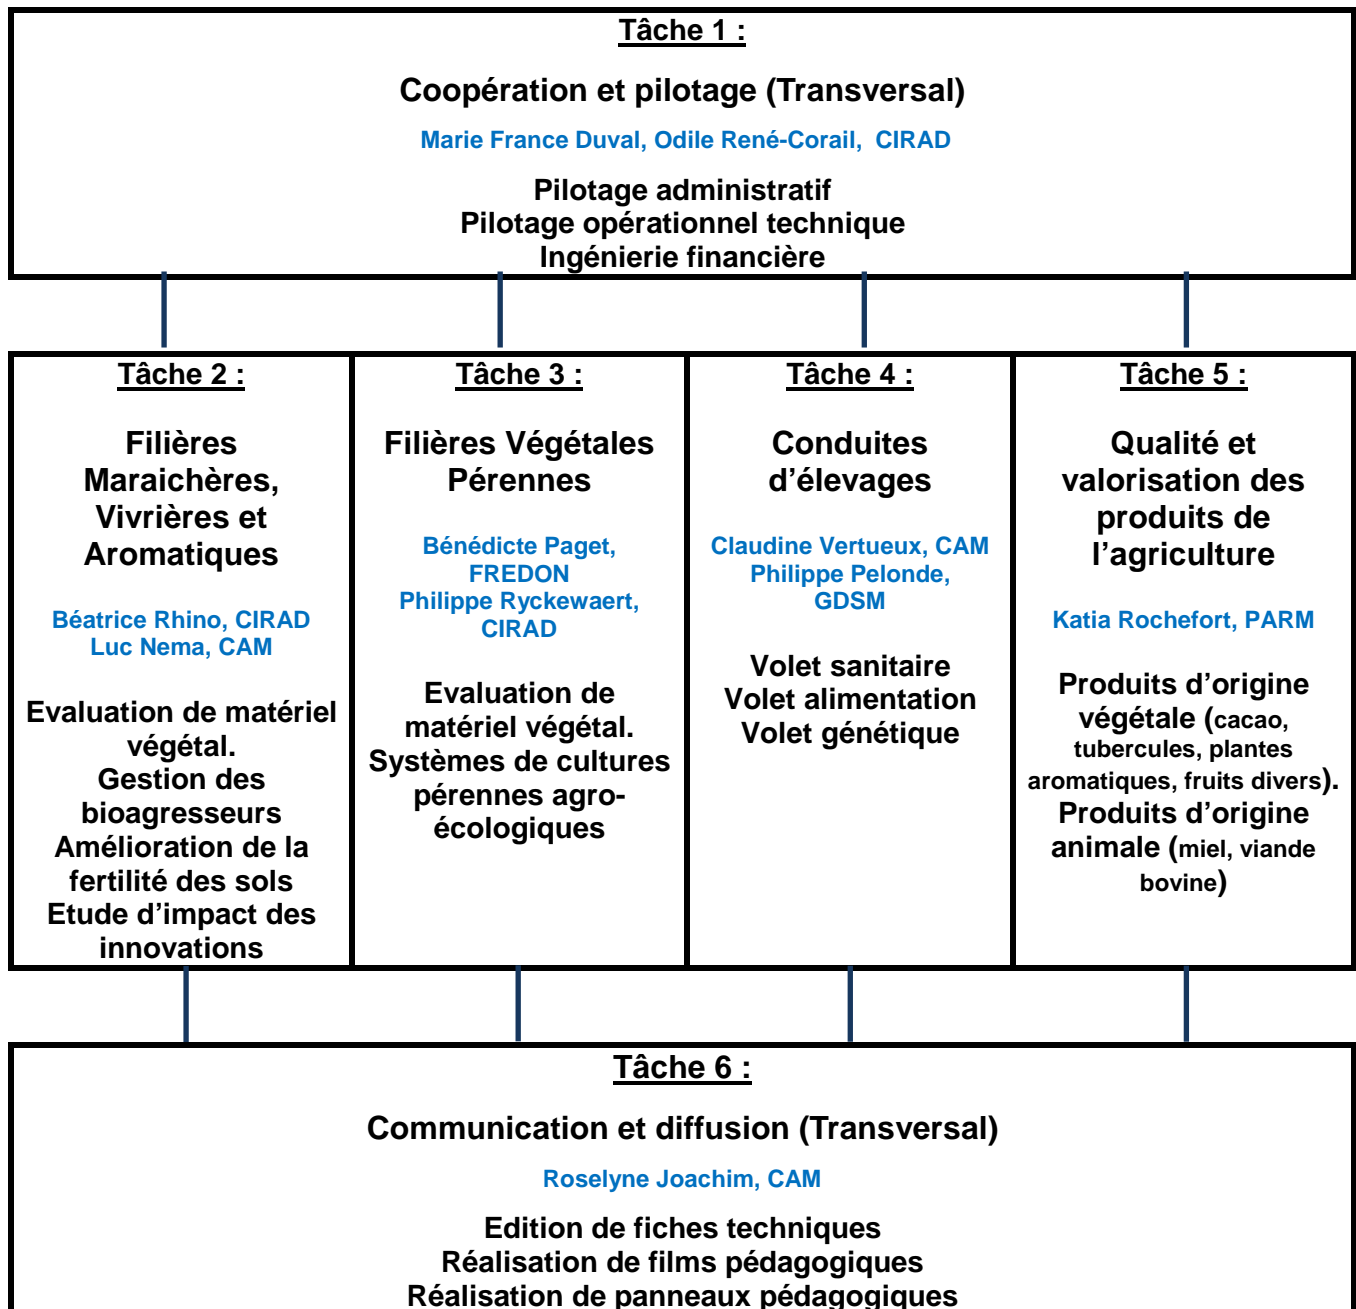 Tâche 1 :
Coopération et pilotage (Transversal)
Marie France Duval, Odile René-Corail, CIRAD
Pilotage administratif
Pilotage opérationnel technique
Ingénierie financière
Tâche 2 :
Filières
Maraichères,
Vivrières et
Aromatiques
Béatrice Rhino, CIRAD
Luc Nema, CAM
Evaluation de matériel
végétal.
Gestion des
bioagresseurs
Amélioration de la
fertilité des sols
Etude d’impact des
innovations
Tâche 3 :
Filières Végétales
Pérennes
Bénédicte Paget,
FREDON
Philippe Ryckewaert,
CIRAD
Evaluation de
matériel végétal.
Systèmes de cultures
pérennes agro-
écologiques
Tâche 4 :
Conduites
d’élevages
Claudine Vertueux, CAM
Philippe Pelonde,
GDSM
Volet sanitaire
Volet alimentation
Volet génétique
Tâche 5 :
Qualité et
valorisation des
produits de
l’agriculture
Katia Rochefort, PARM
Produits d’origine
végétale (cacao,
tubercules, plantes
aromatiques, fruits divers).
Produits d’origine
animale (miel, viande
bovine)
Tâche 6 :
Communication et diffusion (Transversal)
Roselyne Joachim, CAM
Edition de fiches techniques
Réalisation de films pédagogiques
Réalisation de panneaux pédagogiques